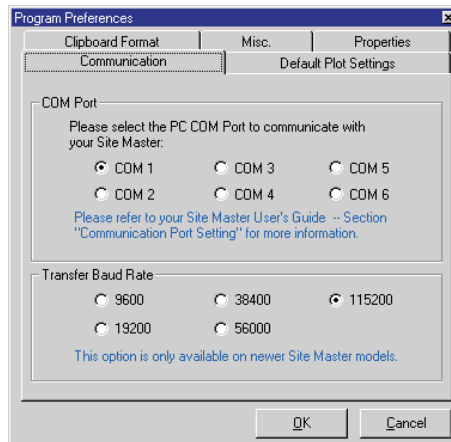 Program Preferences
Clipboard Format Misc. Properties
Communication Default Plot Settings
COM Port
Please select the PC COM Port to communicate with
your Site Master:
COM 1 COM 3 COM 5
COM 2 COM 4 COM 6
Please refer to your Site Master User's Guide -- Section
"Communication Port Setting" for more information.
Transfer Baud Rate
9600 38400 115200
19200 56000
This option is only available on newer Site Master models.
OK Cancel